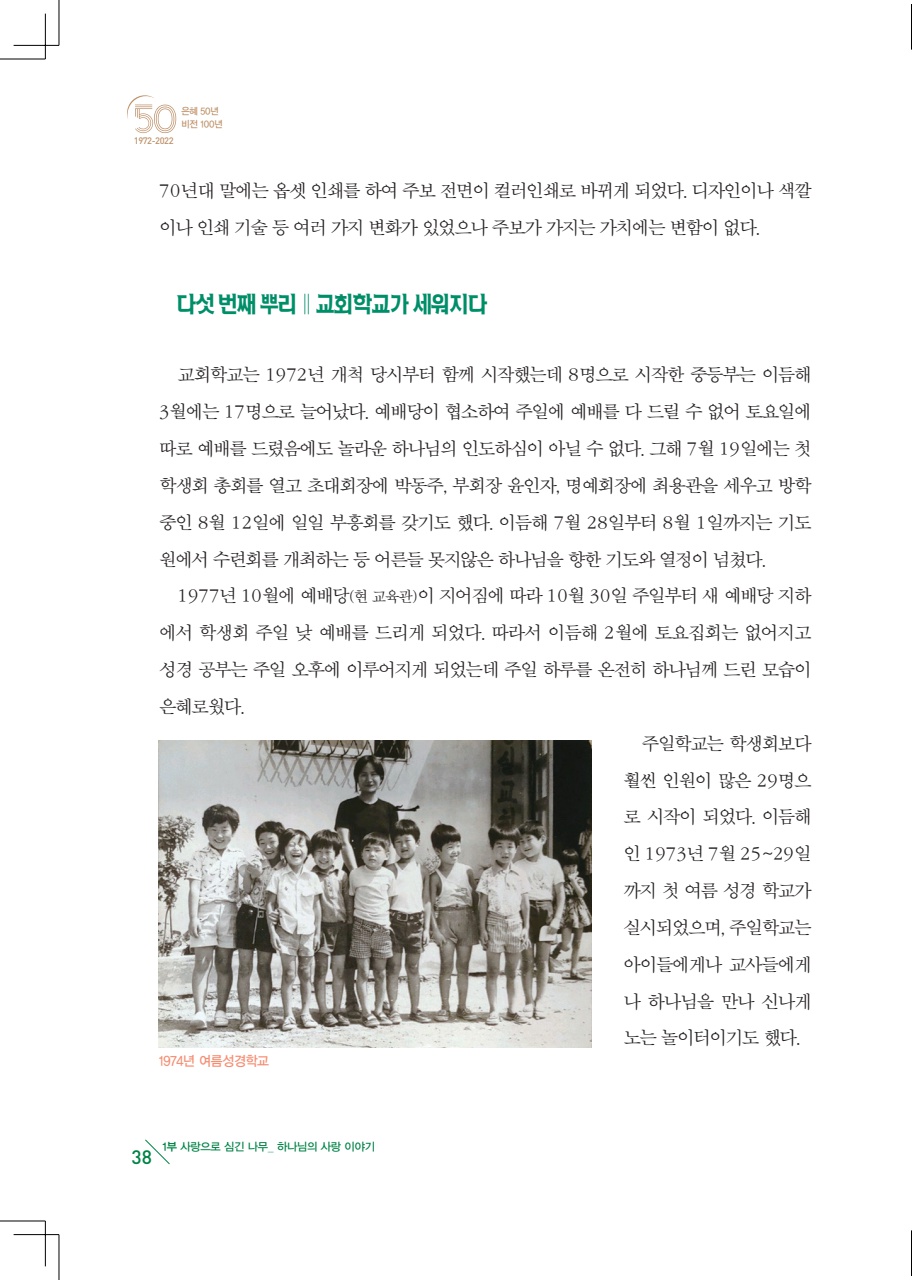 50
은혜 50년
비전 100년
1972-2022
70년대 말에는 옵셋 인쇄를 하여 주보 전면이 컬러인쇄로 바뀌게 되었다. 디자인이나 색깔
이나 인쇄 기술 등 여러 가지 변화가 있었으나 주보가 가지는 가치에는 변함이 없다.
다섯 번째 뿌리 || 교회학교가 세워지다
교회학교는 1972년 개척 당시부터 함께 시작했는데 8명으로 시작한 중등부는 이듬해
3월에는 17명으로 늘어났다. 예배당이 협소하여 주일에 예배를 다 드릴 수 없어 토요일에
따로 예배를 드렸음에도 놀라운 하나님의 인도하심이 아닐 수 없다. 그해 7월 19일에는 첫
학생회 총회를 열고 초대회장에 박동주, 부회장 윤인자, 명예회장에 최용관을 세우고 방학
중인 8월 12일에 일일 부흥회를 갖기도 했다. 이듬해 7월 28일부터 8월 1일까지는 기도
원에서 수련회를 개최하는 등 어른들 못지않은 하나님을 향한 기도와 열정이 넘쳤다.
1977년 10월에 예배당(현 교육관)이 지어짐에 따라 10월 30일 주일부터 새 예배당 지하
에서 학생회 주일 낮 예배를 드리게 되었다. 따라서 이듬해 2월에 토요집회는 없어지고
성경 공부는 주일 오후에 이루어지게 되었는데 주일 하루를 온전히 하나님께 드린 모습이
은혜로웠다.
주일학교는 학생회보다
훨씬 인원이 많은 29명으
로 시작이 되었다. 이듬해
인 1973년 7월 25~29일
까지 첫 여름 성경 학교가
실시되었으며, 주일학교는
아이들에게나 교사들에게
나 하나님을 만나 신나게
노는 놀이터이기도 했다.
1974년 여름성경학교
38
1부 사랑으로 심긴 나무_ 하나님의 사랑 이야기